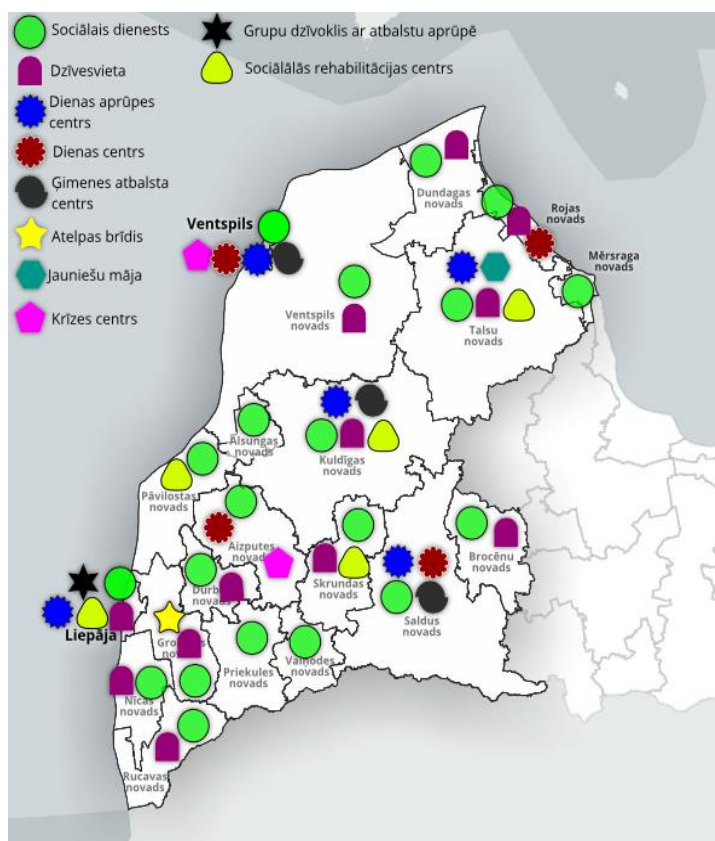 Sociālais dienests
Grupu dzīvoklis ar atbalstu aprūpē
Dzīvesvieta
Sociālālās rehabilitācijas centrs
Dienas aprūpes
centrs
Dienas centrs
Ģimenes atbalsta
centrs
Atelpas brīdis
Jauniešu māja
Krīzes centrs
Dundagas
novads
Rojas
novads
Ventspils
Mērsraga
novads
Ventspils
novads
Talsu
novads
Alsungas
novads
Kuldīgas
novads
Pāvilostas
novads
Aizputes
novads
Brocēnu
novads
Skrundas
novads
novads
Saldus
novads
Liepāja
Priekules
novads
Vaiņodes
novads
Nīcas
novads
Rucavas
novads